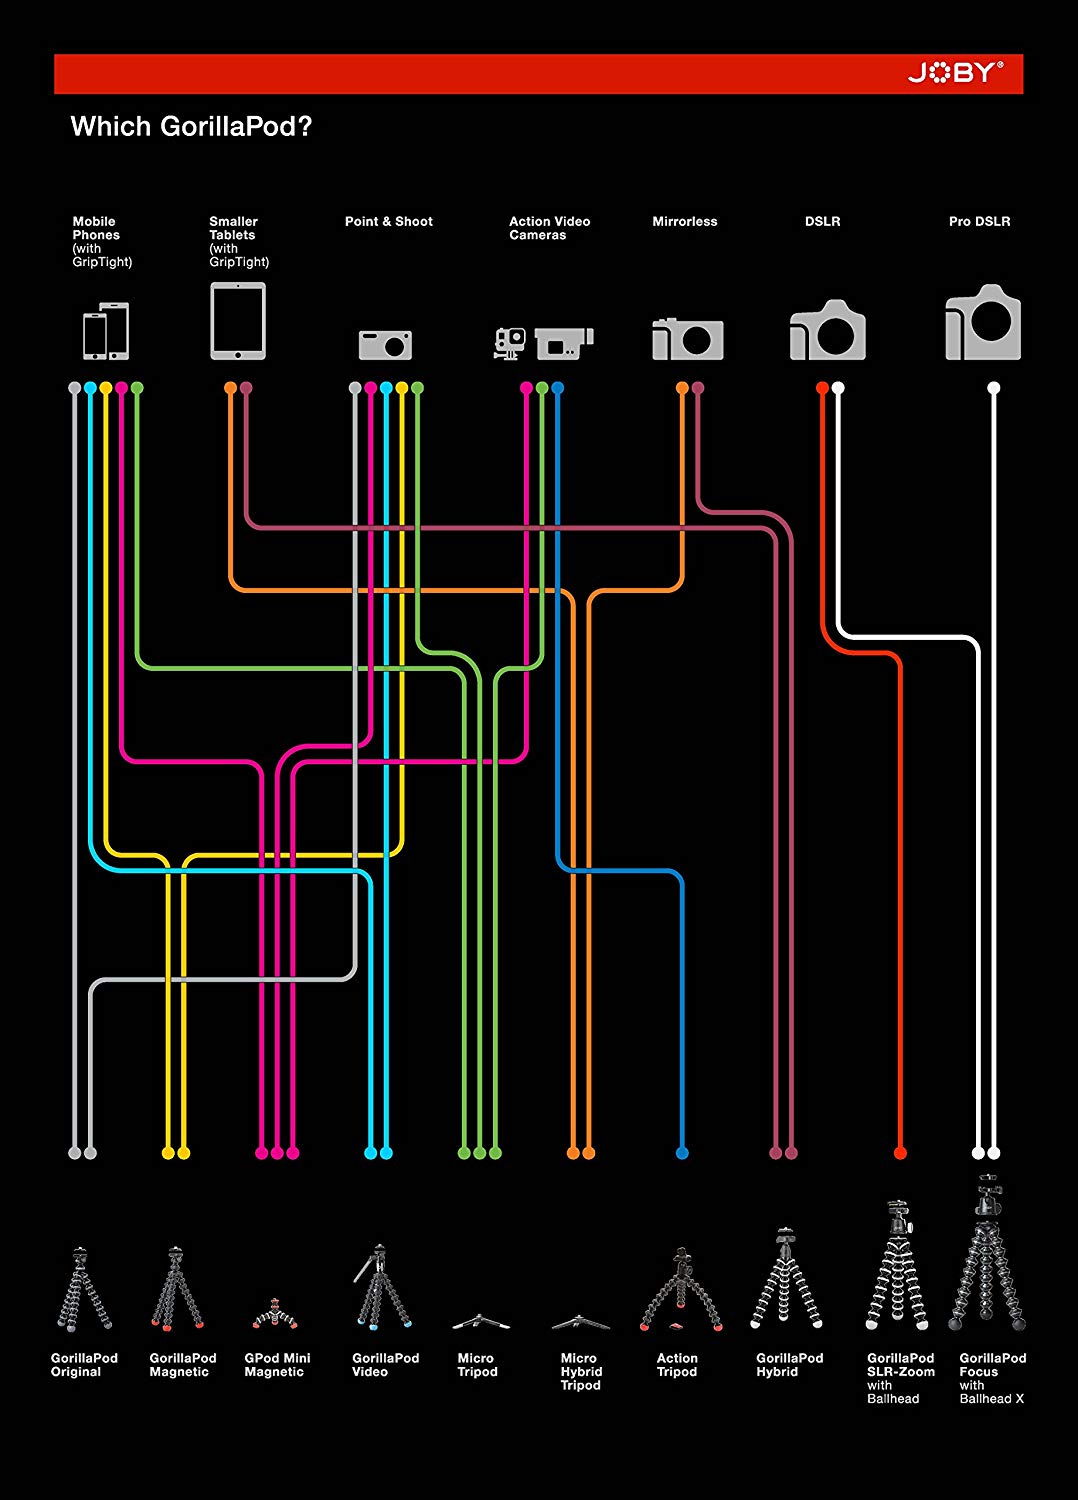 JOBY®
Which GorillaPod?
Mobile
Phones
(with
GripTight)
Smaller
Tablets
(with
GripTight)
Point & Shoot
Action Video
Cameras
Mirrorless
DSLR
Pro DSLR
GorillaPod
Original
GorillaPod
Magnetic
GPod Mini
Magnetic
GorillaPod
Video
Micro
Tripod
Micro
Hybrid
Tripod
Action
Tripod
GorillaPod
Hybrid
GorillaPod
SLR-Zoom
with
Ballhead
GorillaPod
Focus
with
Ballhead X